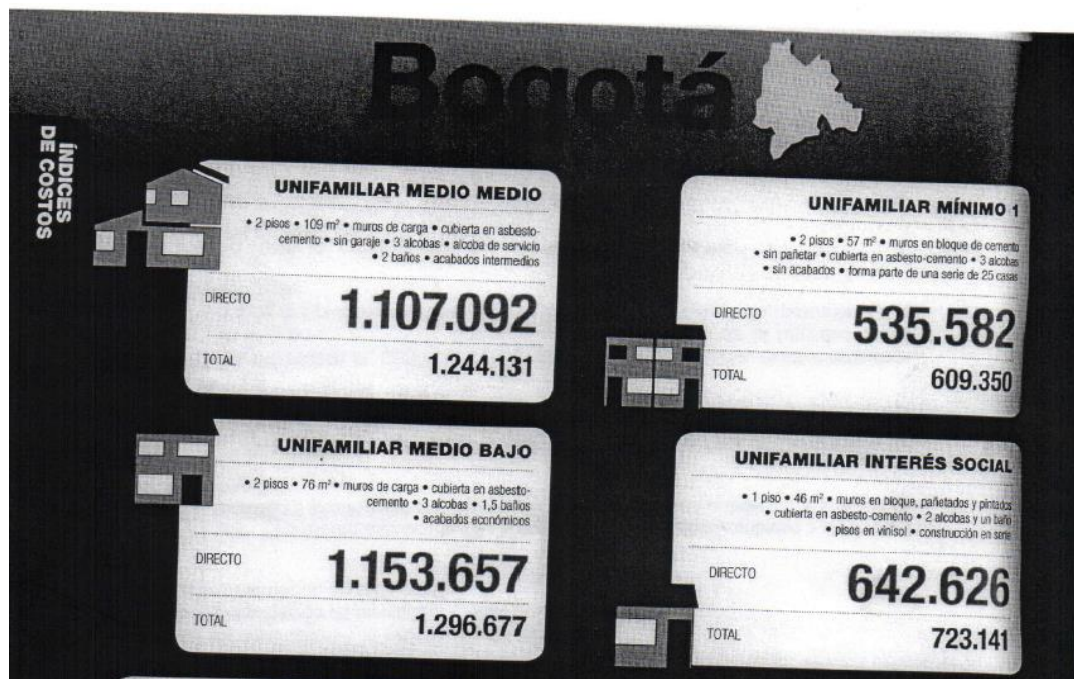 Bogotá
ÍNDICES
DE COSTOS
UNIFAMILIAR MEDIO MEDIO
• 2 pisos • 109 m² • muros de carga • cubierta en asbesto-
cemento • sin garaje • 3 alcobas • alcoba de servicio
• 2 baños • acabados intermedios
DIRECTO 1.107.092
TOTAL 1.244.131
UNIFAMILIAR MÍNIMO 1
• 2 pisos • 57 m² • muros en bloque de cemento
• sin pañetar • cubierta en asbesto-cemento • 3 alcobas
• sin acabados • forma parte de una serie de 25 casas
DIRECTO 535.582
TOTAL 609.350
UNIFAMILIAR MEDIO BAJO
• 2 pisos • 76 m² • muros de carga • cubierta en asbesto-
cemento • 3 alcobas • 1,5 baños
• acabados económicos
DIRECTO 1.153.657
TOTAL 1.296.677
UNIFAMILIAR INTERÉS SOCIAL
• 1 piso • 46 m² • muros en bloque, pañetados y pintados
• cubierta en asbesto-cemento • 2 alcobas y un baño
• pisos en vinisol • construcción en serie
DIRECTO 642.626
TOTAL 723.141